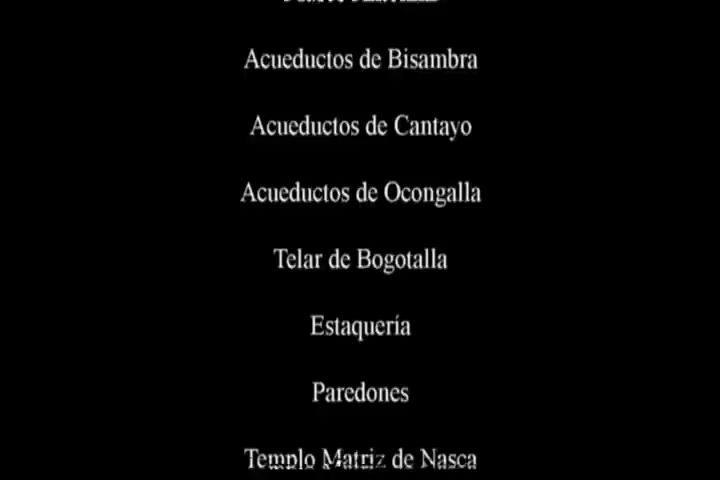 Acueductos de Bisambra
Acueductos de Cantayo
Acueductos de Ocongalla
Telar de Bogotalla
Estaquería
Paredones
Templo Matriz de Nasca